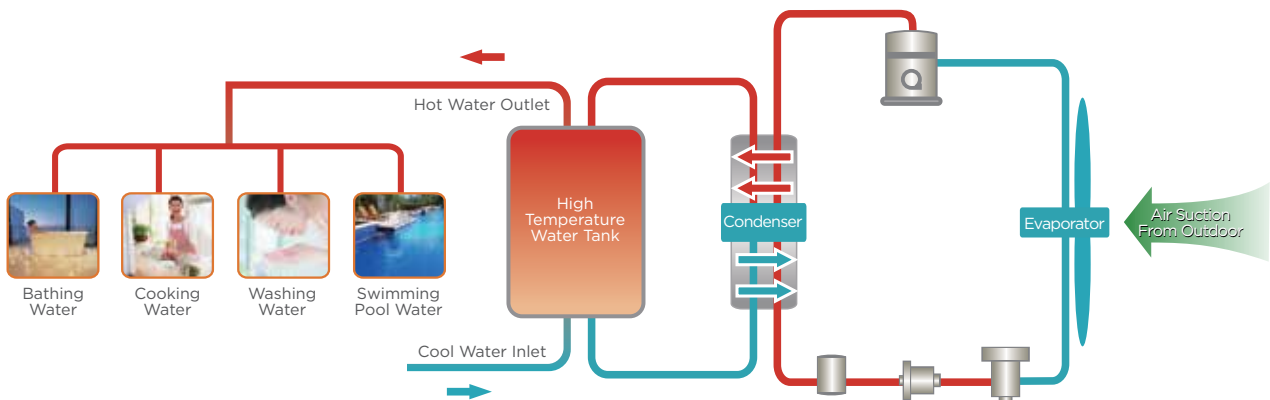 Hot Water Outlet
High
Temperature
Water Tank
Condenser
Evaporator
Air Suction
From Outdoor
Bathing
Water
Cooking
Water
Washing
Water
Swimming
Pool Water
Cool Water Inlet